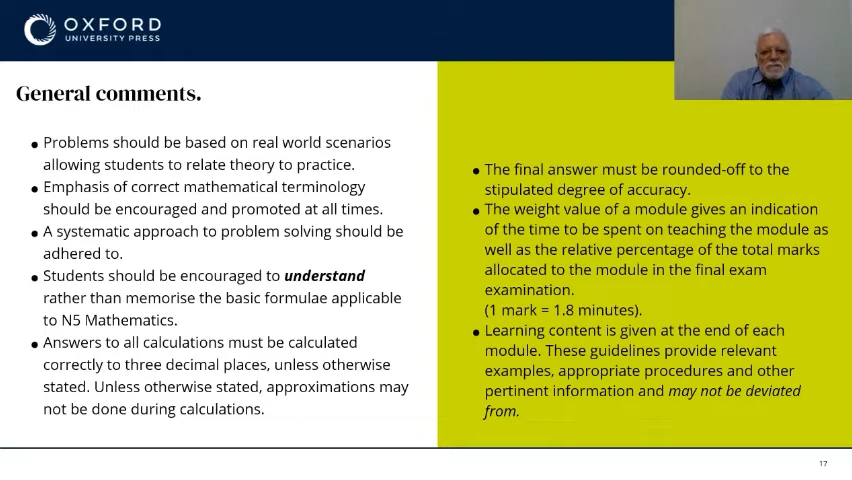 OXFORD
UNIVERSITY PRESS
General comments.
● Problems should be based on real world scenarios
allowing students to relate theory to practice.
● Emphasis of correct mathematical terminology
should be encouraged and promoted at all times.
● A systematic approach to problem solving should be
adhered to.
● Students should be encouraged to understand
rather than memorise the basic formulae applicable
to N5 Mathematics.
● Answers to all calculations must be calculated
correctly to three decimal places, unless otherwise
stated. Unless otherwise stated, approximations may
not be done during calculations.
● The final answer must be rounded-off to the
stipulated degree of accuracy.
● The weight value of a module gives an indication
of the time to be spent on teaching the module as
well as the relative percentage of the total marks
allocated to the module in the final exam
examination.
(1 mark = 1.8 minutes).
● Learning content is given at the end of each
module. These guidelines provide relevant
examples, appropriate procedures and other
pertinent information and may not be deviated
from.
17